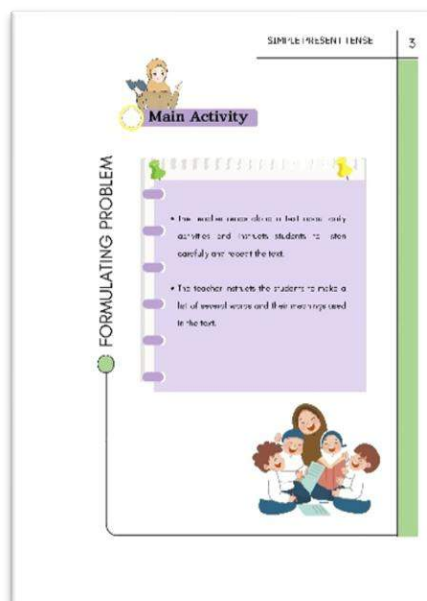 SIMPLE PRESENT TENSE
3
Main Activity
FORMULATING PROBLEM
• The teacher reads along a text about daily
activities and instructs students to listen
carefully and repeat the text.
• The teacher instructs the students to make a
list of several words and their meanings used
in the text.